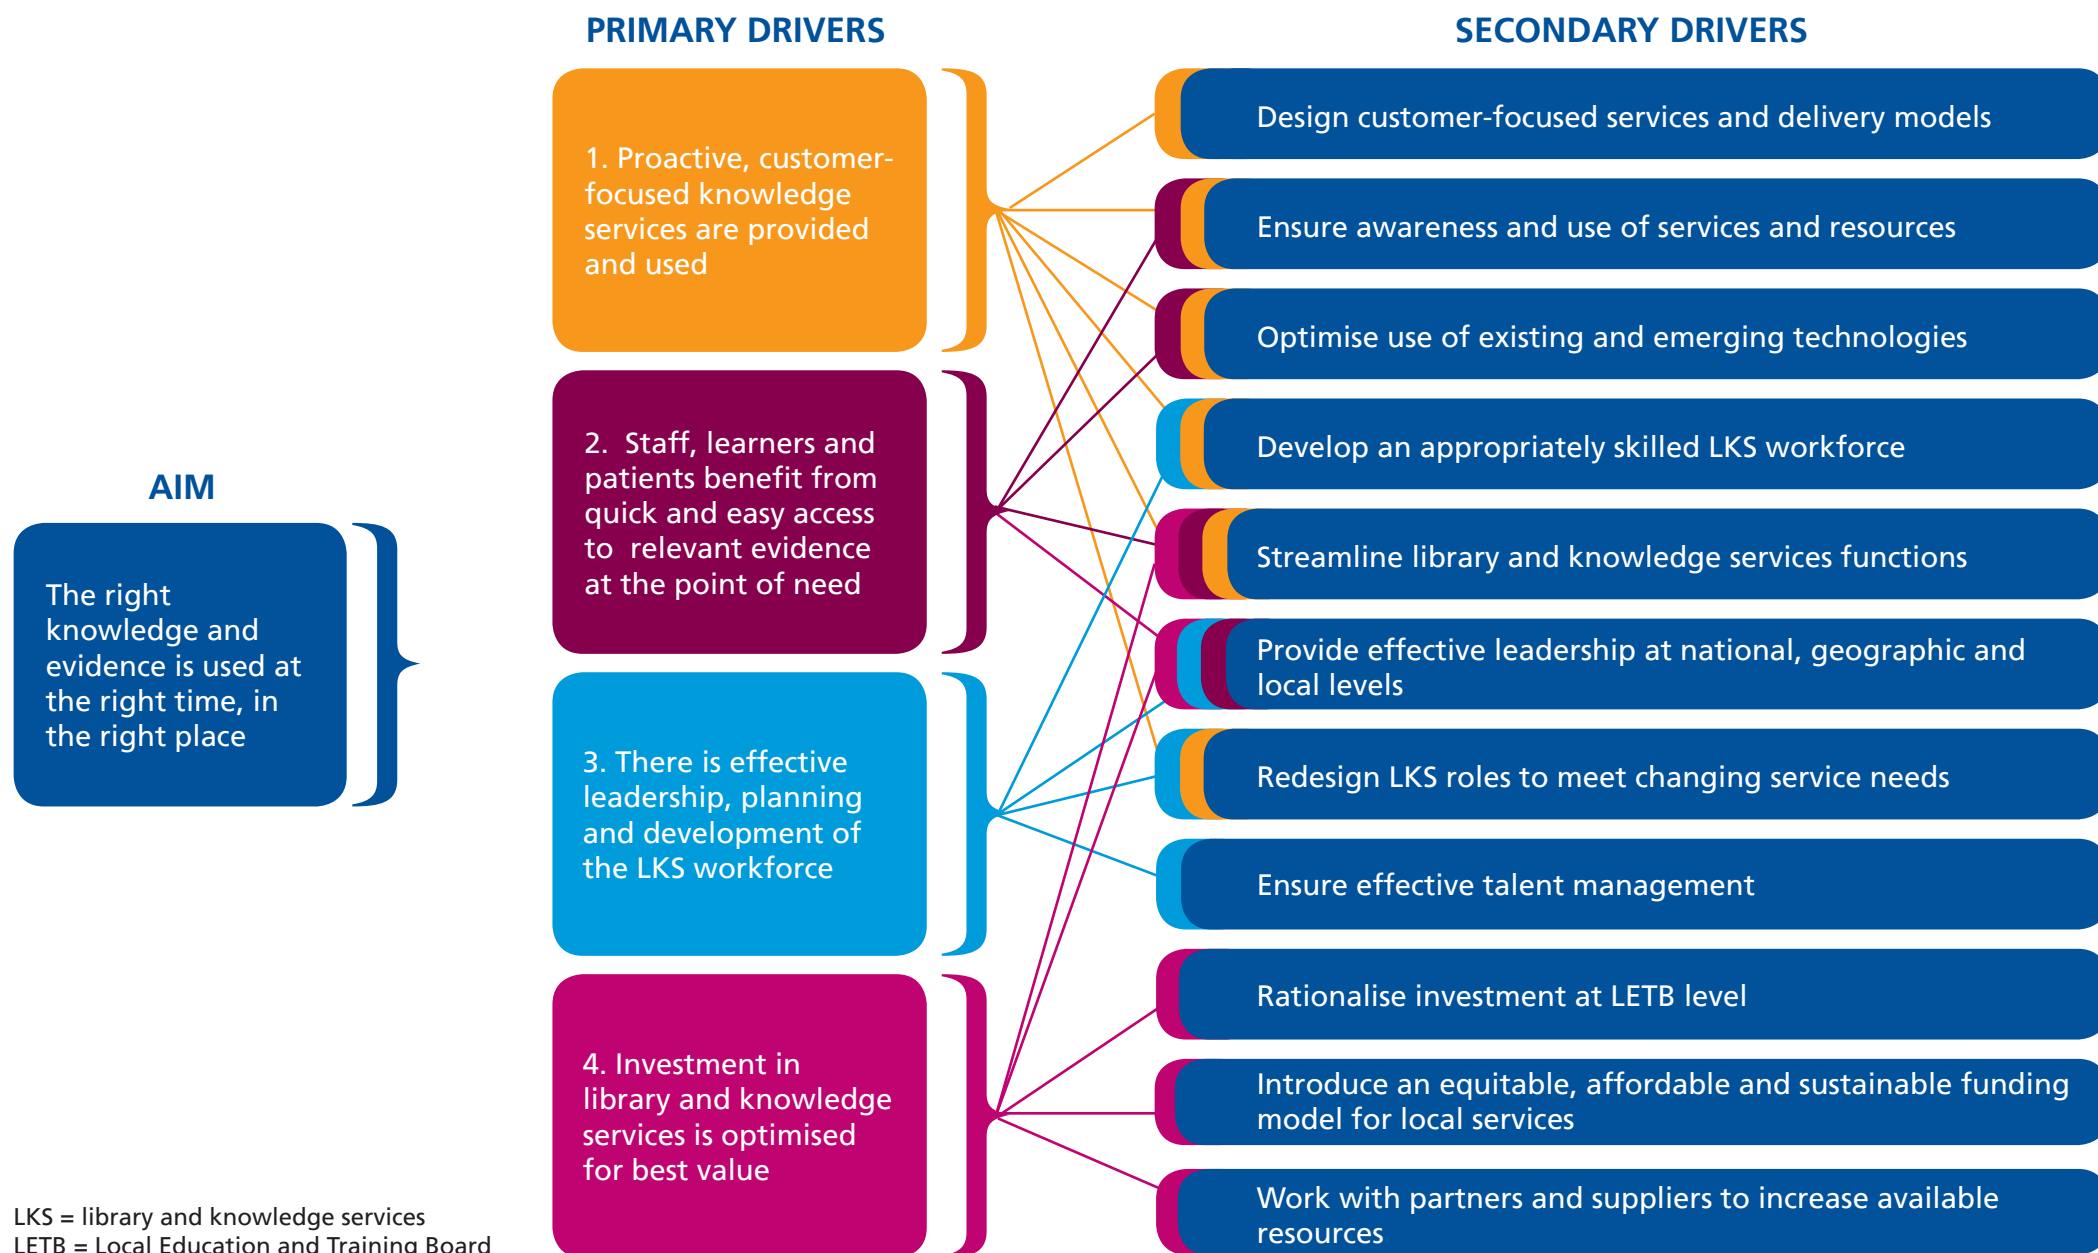 PRIMARY DRIVERS
SECONDARY DRIVERS
AIM
The right
knowledge and
evidence is used at
the right time, in
the right place
1. Proactive, customer-
focused knowledge
services are provided
and used
2. Staff, learners and
patients benefit from
quick and easy access
to relevant evidence
at the point of need
3. There is effective
leadership, planning
and development of
the LKS workforce
4. Investment in
library and knowledge
services is optimised
for best value
Design customer-focused services and delivery models
Ensure awareness and use of services and resources
Optimise use of existing and emerging technologies
Develop an appropriately skilled LKS workforce
Streamline library and knowledge services functions
Provide effective leadership at national, geographic and
local levels
Redesign LKS roles to meet changing service needs
Ensure effective talent management
Rationalise investment at LETB level
Introduce an equitable, affordable and sustainable funding
model for local services
Work with partners and suppliers to increase available
resources
LKS = library and knowledge services
LETB = Local Education and Training Board